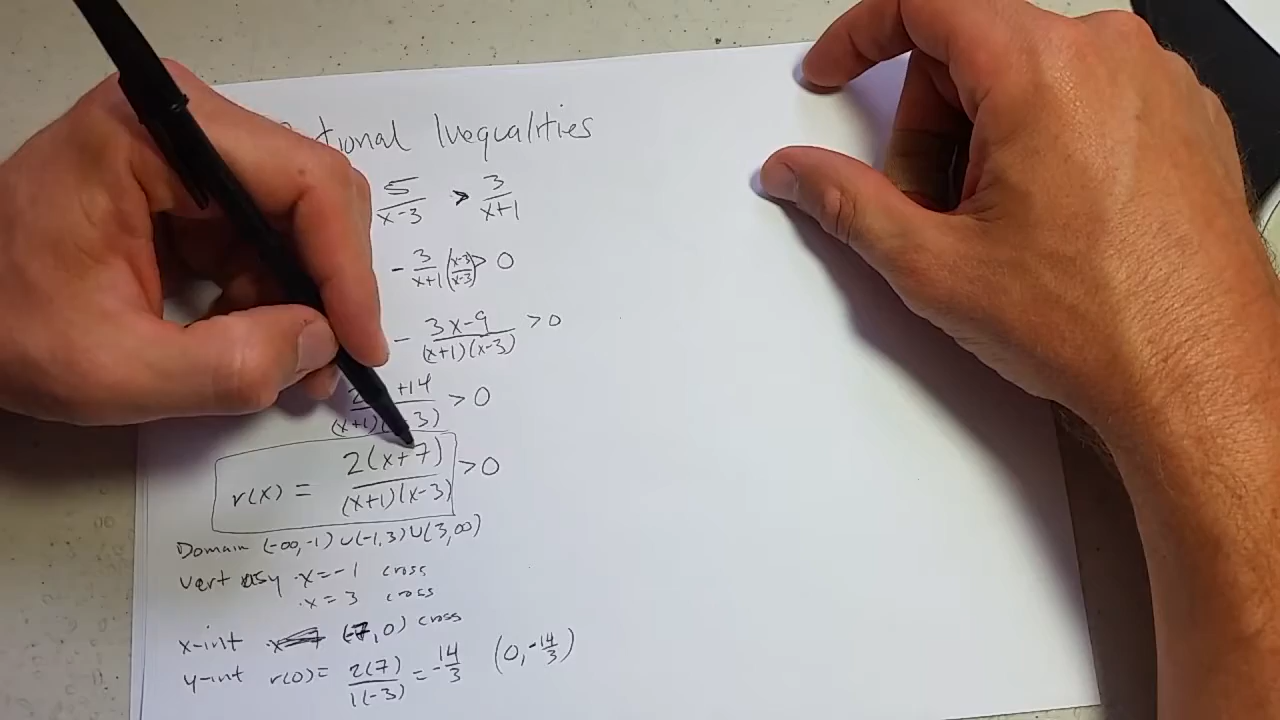 Inequalities
5/(x-3) > 3/(x+1)
- 3/(x+1) ((x-3)/(x-3)) > 0
- (3x-9)/((x+1)(x-3)) > 0
+14/((x+1)( 3)) > 0
r(x) = 2(x+7)/((x+1)(x-3)) > 0
Domain (-∞,-1)∪(-1,3)∪(3,∞)
Vert asy ·x=-1 cross
·x=3 cross
x-int (-7,0) cross
y-int r(0)= 2(7)/(1(-3)) = -14/3 (0,-14/3)